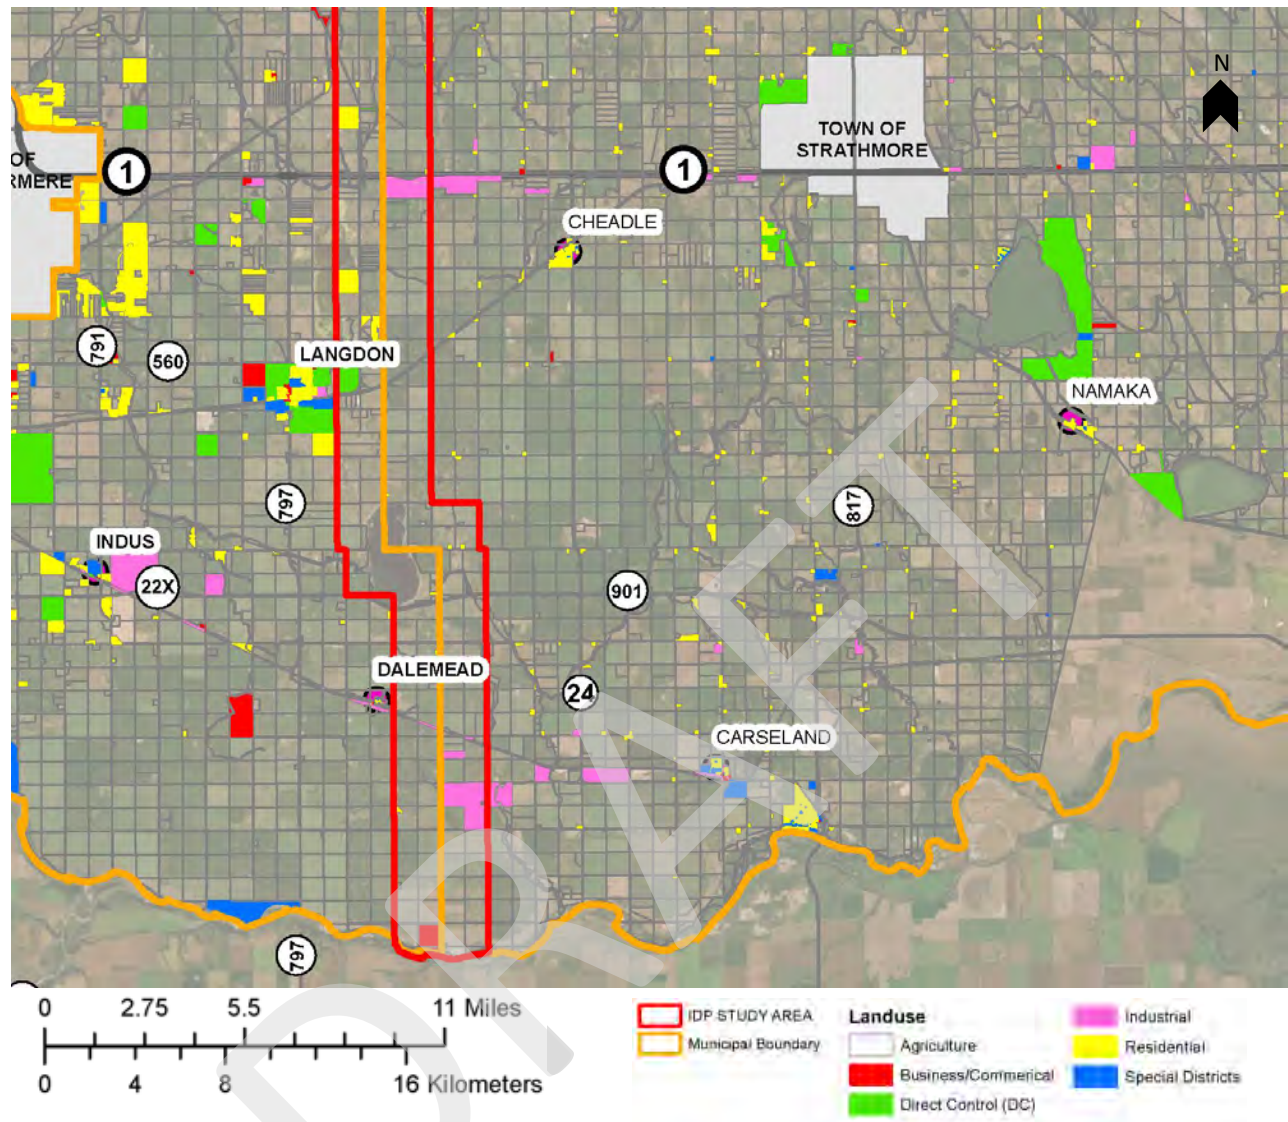 N
TOWN OF
STRATHMORE
OF
RMERE
1
1
CHEADLE
791
560
LANGDON
NAMAKA
797
817
INDUS
22X
901
DALEMEAD
24
CARSELAND
797
DRAFT
0 2.75 5.5 11 Miles
0 4 8 16 Kilometers
IDP STUDY AREA
Municipal Boundary
Landuse
Agriculture
Business/Commerical
Direct Control (DC)
Industrial
Residential
Special Districts